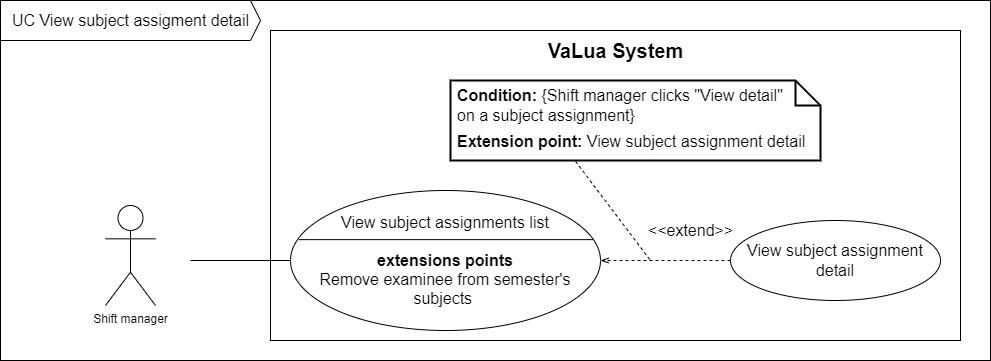 UC View subject assigment detail
VaLua System
Condition: {Shift manager clicks "View detail"
on a subject assignment}
Extension point: View subject assignment detail
View subject assignments list
extensions points
Remove examinee from semester's
subjects
<<extend>>
View subject assignment
detail
Shift manager